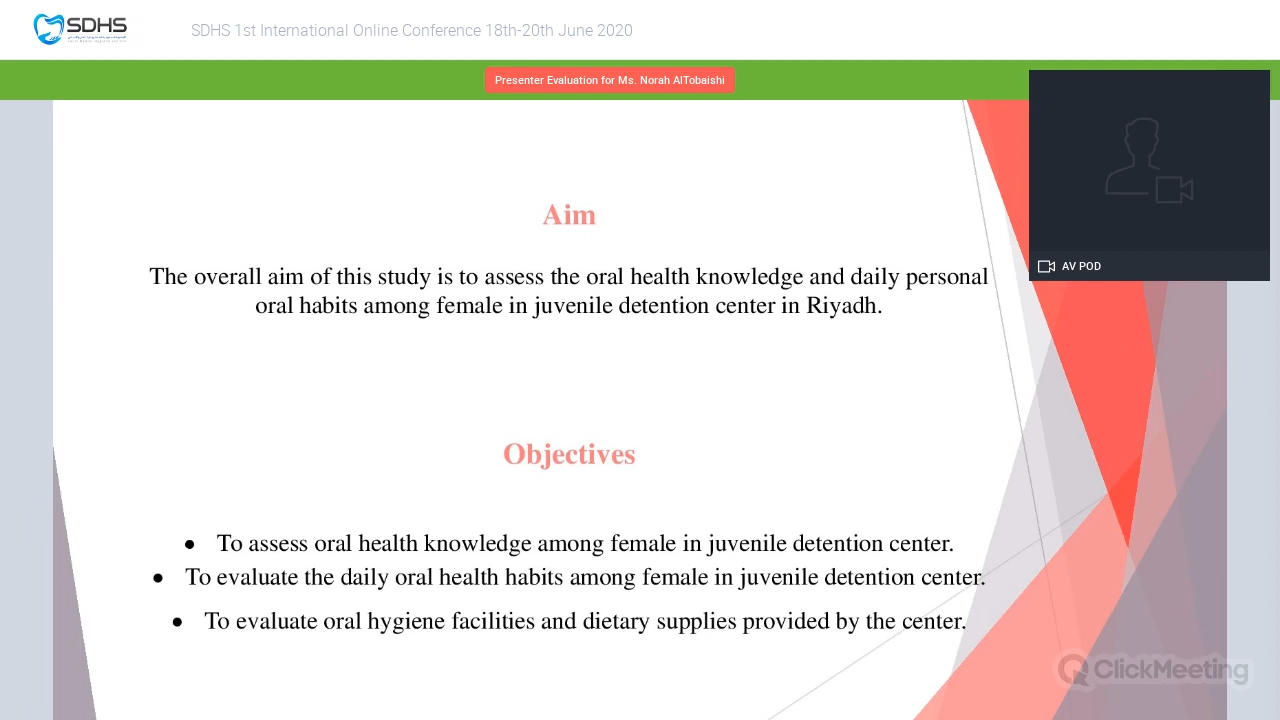 SDHS
SDHS 1st International Online Conference 18th-20th June 2020
Presenter Evaluation for Ms. Norah AlTobaishi
AV POD
Aim
The overall aim of this study is to assess the oral health knowledge and daily personal
oral habits among female in juvenile detention center in Riyadh.
Objectives
• To assess oral health knowledge among female in juvenile detention center.
• To evaluate the daily oral health habits among female in juvenile detention center.
• To evaluate oral hygiene facilities and dietary supplies provided by the center.
ClickMeeting